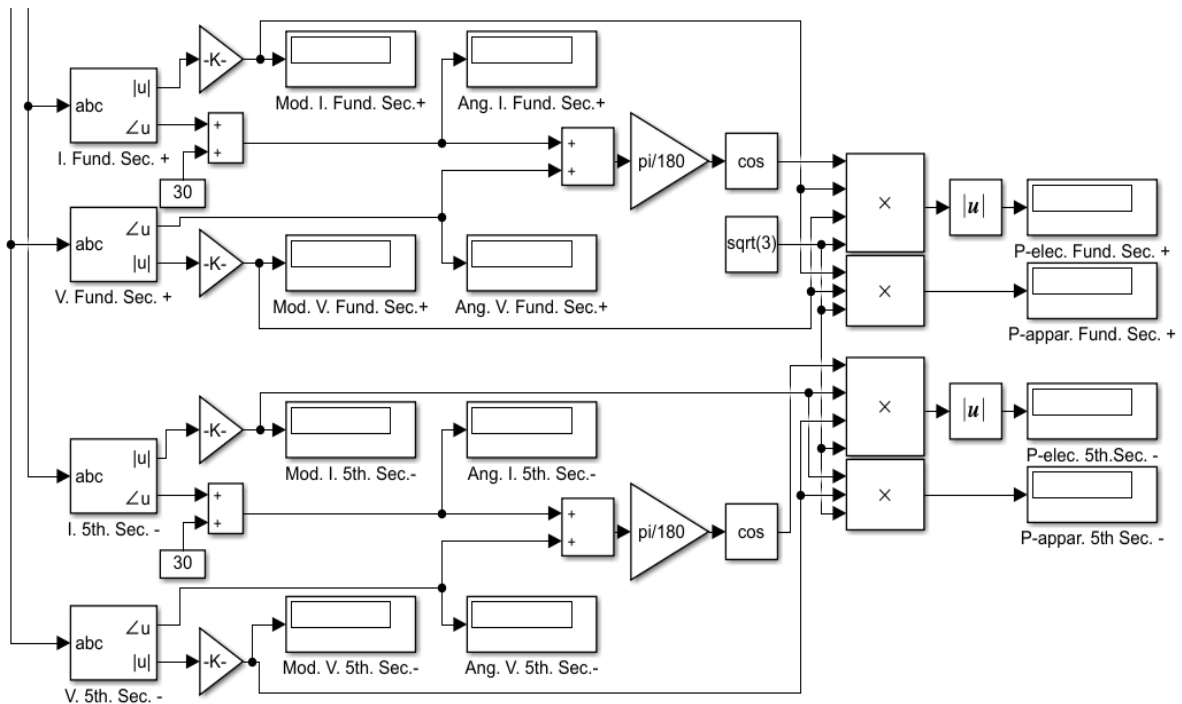 -K-
|u|
abc
∠u
I. Fund. Sec. +
Mod. I. Fund. Sec.+
Ang. I. Fund. Sec.+
+
+
30
+
+
pi/180
cos
∠u
abc
|u|
V. Fund. Sec. +
-K-
Mod. V. Fund. Sec.+
Ang. V. Fund. Sec.+
sqrt(3)
×
|u|
P-elec. Fund. Sec. +
×
P-appar. Fund. Sec. +
-K-
|u|
abc
∠u
I. 5th. Sec. -
Mod. I. 5th. Sec.-
Ang. I. 5th. Sec.-
+
+
30
+
+
pi/180
cos
×
|u|
P-elec. 5th.Sec. -
×
P-appar. 5th Sec. -
∠u
abc
|u|
V. 5th. Sec. -
-K-
Mod. V. 5th. Sec.-
Ang. V. 5th. Sec.-